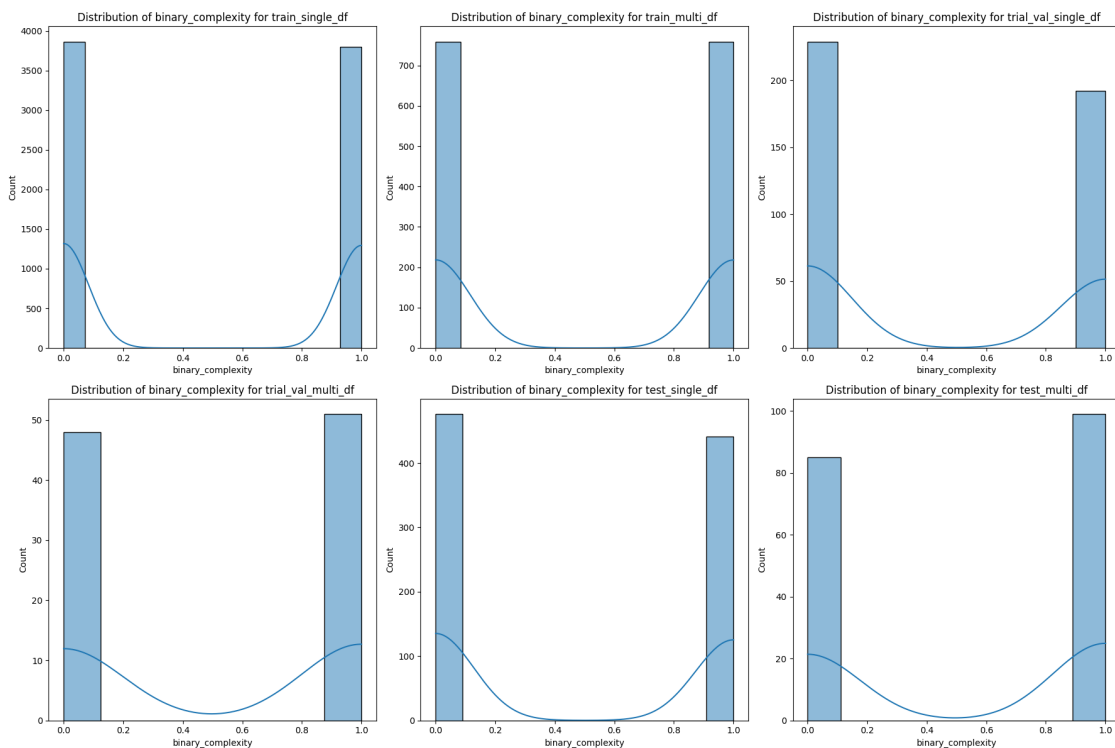 Distribution of binary_complexity for train_single_df
4000
3500
3000
2500
2000
1500
1000
500
0
Count
0.0 0.2 0.4 0.6 0.8 1.0
binary_complexity
Distribution of binary_complexity for train_multi_df
700
600
500
400
300
200
100
0
Count
0.0 0.2 0.4 0.6 0.8 1.0
binary_complexity
Distribution of binary_complexity for trial_val_single_df
200
150
100
50
0
Count
0.0 0.2 0.4 0.6 0.8 1.0
binary_complexity
Distribution of binary_complexity for trial_val_multi_df
50
40
30
20
10
0
Count
0.0 0.2 0.4 0.6 0.8 1.0
binary_complexity
Distribution of binary_complexity for test_single_df
400
300
200
100
0
Count
0.0 0.2 0.4 0.6 0.8 1.0
binary_complexity
Distribution of binary_complexity for test_multi_df
100
80
60
40
20
0
Count
0.0 0.2 0.4 0.6 0.8 1.0
binary_complexity